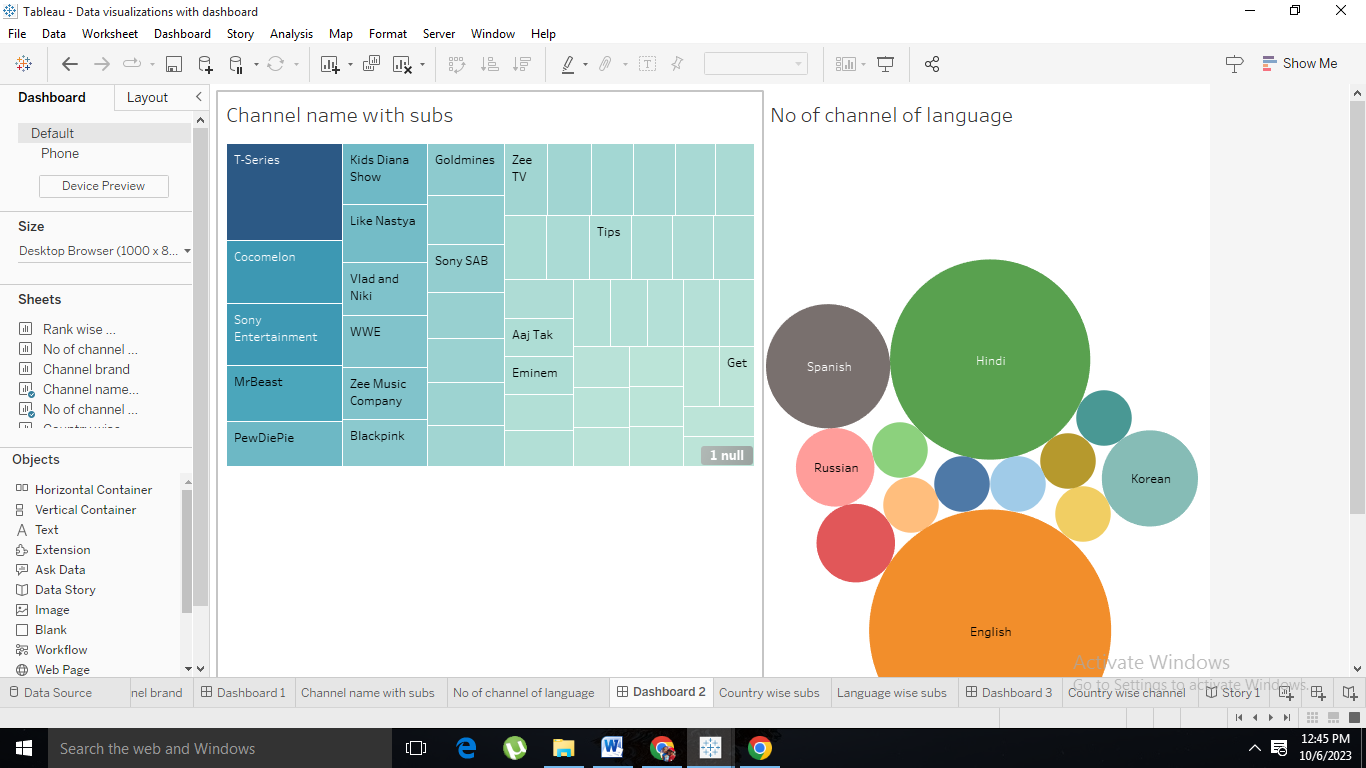 Tableau - Data visualizations with dashboard
File Data Worksheet Dashboard Story Analysis Map Format Server Window Help
Show Me
Dashboard Layout
Default
Phone
Device Preview
Size
Desktop Browser (1000 x 8...
Sheets
Rank wise ...
No of channel ...
Channel brand
Channel name...
No of channel ...
Objects
Horizontal Container
Vertical Container
Text
Extension
Ask Data
Data Story
Image
Blank
Workflow
Web Page
Channel name with subs
T-Series
Cocomelon
Sony
Entertainment
MrBeast
PewDiePie
Kids Diana
Show
Like Nastya
Vlad and
Niki
WWE
Zee Music
Company
Blackpink
Goldmines
Sony SAB
Zee
TV
Tips
Aaj Tak
Eminem
Get
1 null
No of channel of language
Hindi
Spanish
Russian
Korean
English
Activate Windows
Go to Settings to activate Windows.
Data Source nel brand Dashboard 1 Channel name with subs No of channel of language Dashboard 2 Country wise subs Language wise subs Dashboard 3 Country wise channel Story 1
Search the web and Windows
12:45 PM
10/6/2023